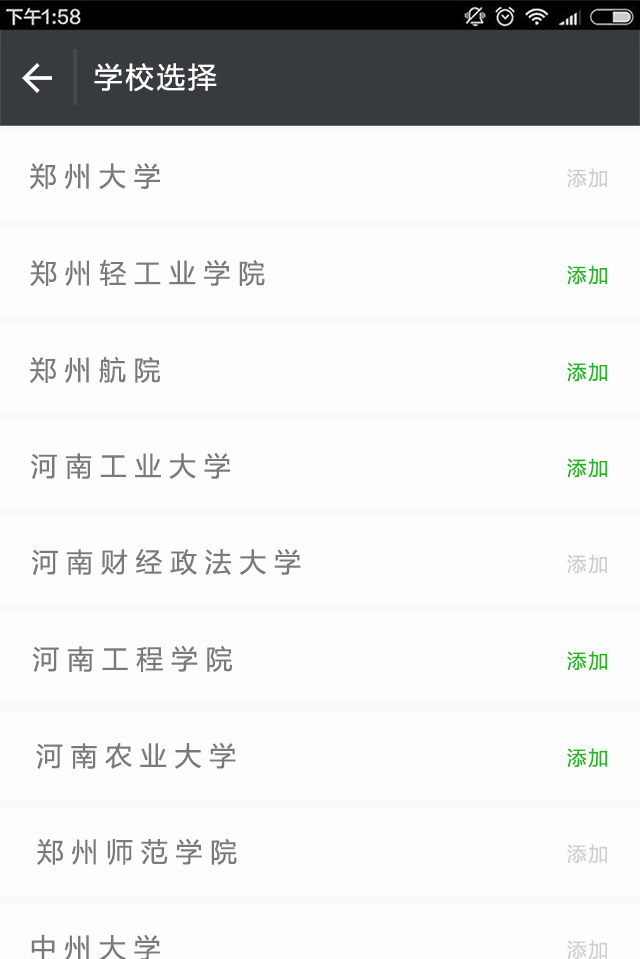 下午1:58
学校选择
郑州大学 添加
郑州轻工业学院 添加
郑州航院 添加
河南工业大学 添加
河南财经政法大学 添加
河南工程学院 添加
河南农业大学 添加
郑州师范学院 添加
中州大学 添加